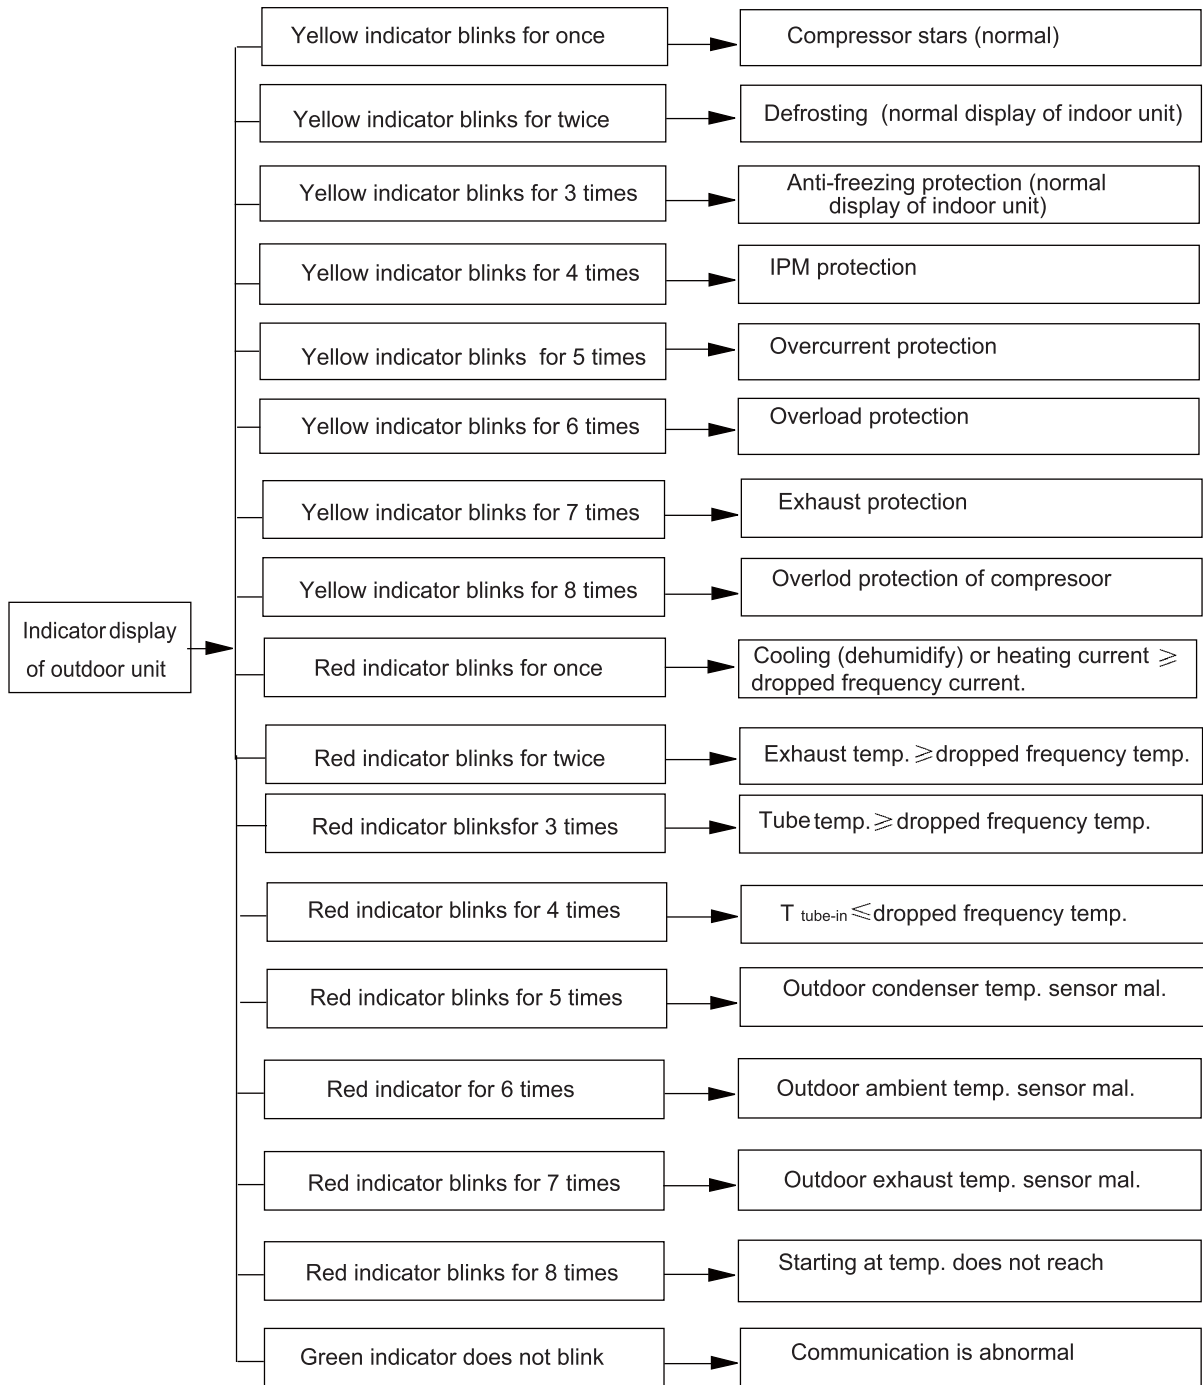 Yellow indicator blinks for once
Compressor stars (normal)
Yellow indicator blinks for twice
Defrosting (normal display of indoor unit)
Yellow indicator blinks for 3 times
Anti-freezing protection (normal
display of indoor unit)
Yellow indicator blinks for 4 times
IPM protection
Yellow indicator blinks for 5 times
Overcurrent protection
Yellow indicator blinks for 6 times
Overload protection
Yellow indicator blinks for 7 times
Exhaust protection
Yellow indicator blinks for 8 times
Overlod protection of compresoor
Indicator display
of outdoor unit
Red indicator blinks for once
Cooling (dehumidify) or heating current ⩾
dropped frequency current.
Red indicator blinks for twice
Exhaust temp. ⩾dropped frequency temp.
Red indicator blinksfor 3 times
Tube temp. ⩾dropped frequency temp.
Red indicator blinks for 4 times
T tube-in ⩽dropped frequency temp.
Red indicator blinks for 5 times
Outdoor condenser temp. sensor mal.
Red indicator for 6 times
Outdoor ambient temp. sensor mal.
Red indicator blinks for 7 times
Outdoor exhaust temp. sensor mal.
Red indicator blinks for 8 times
Starting at temp. does not reach
Green indicator does not blink
Communication is abnormal